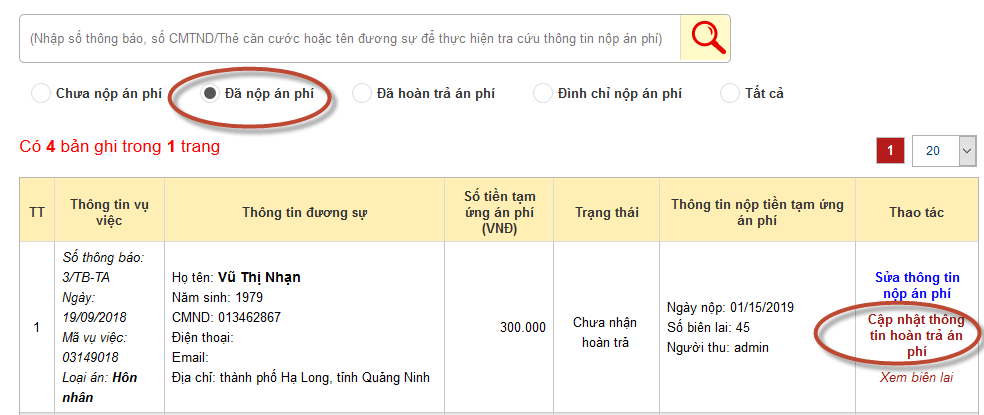 (Nhập số thông báo, số CMTND/Thẻ căn cước hoặc tên đương sự để thực hiện tra cứu thông tin nộp án phí)
Chưa nộp án phí
Đã nộp án phí
Đã hoàn trả án phí
Đình chỉ nộp án phí
Tất cả
Có 4 bản ghi trong 1 trang
1
20
TT
Thông tin vụ
việc
Thông tin đương sự
Số tiền tạm
ứng án phí
(VNĐ)
Trạng thái
Thông tin nộp tiền tạm ứng
án phí
Thao tác
1
Số thông báo:
3/TB-TA
Ngày:
19/09/2018
Mã vụ việc:
03149018
Loại án: Hôn
nhân
Họ tên: Vũ Thị Nhạn
Năm sinh: 1979
CMND: 013462867
Điện thoại:
Email:
Địa chỉ: thành phố Hạ Long, tỉnh Quảng Ninh
300.000
Chưa nhận
hoàn trả
Ngày nộp: 01/15/2019
Số biên lai: 45
Người thu: admin
Sửa thông tin
nộp án phí
Cập nhật thông
tin hoàn trả án
phí
Xem biên lai